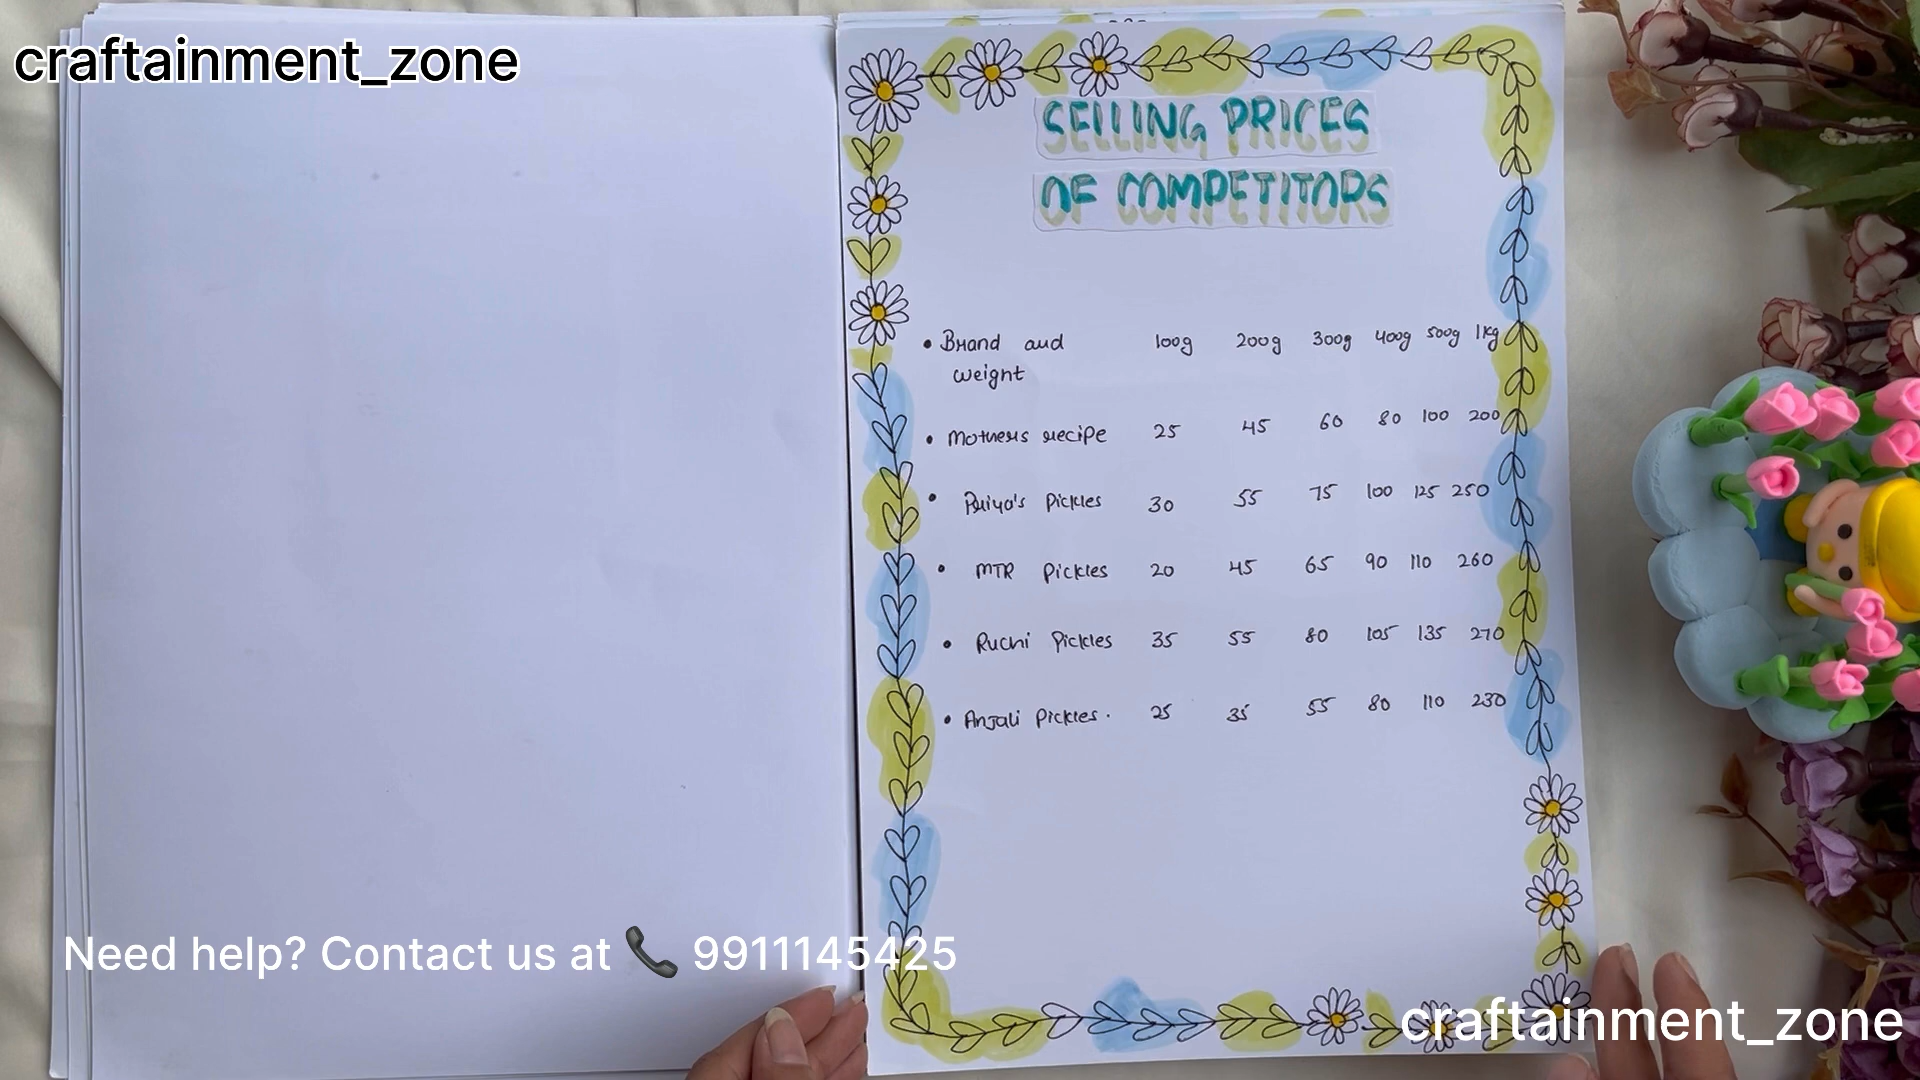 craftainment_zone
SELLING PRICES
OF COMPETITORS
• Brand and 100g 200g 300g 400g 500g 1kg
weight
• Mothers recipe 25 45 60 80 100 200
• Priya's Pickles 30 55 75 100 125 250
• MTR Pickles 20 45 65 90 110 260
• Ruchi Pickles 35 55 80 105 135 270
• Anjali Pickles. 25 35 55 80 110 230
Need help? Contact us at 📞 9911145425
craftainment_zone